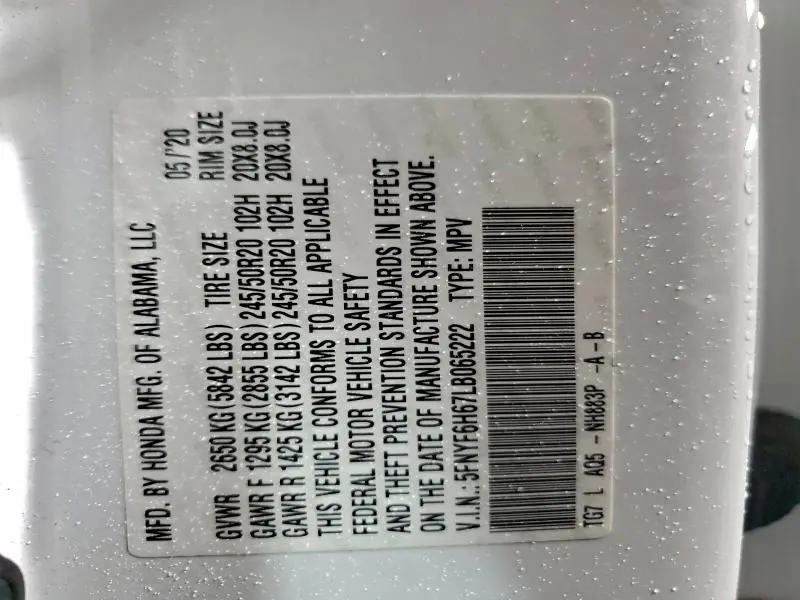 MFD. BY HONDA MFG. OF ALABAMA, LLC 05/'20
GVWR 2650 KG (5842 LBS) TIRE SIZE RIM SIZE
GAWR F 1295 KG (2855 LBS) 245/50R20 102H 20X8.0J
GAWR R 1425 KG (3142 LBS) 245/50R20 102H 20X8.0J
THIS VEHICLE CONFORMS TO ALL APPLICABLE
FEDERAL MOTOR VEHICLE SAFETY
AND THEFT PREVENTION STANDARDS IN EFFECT
ON THE DATE OF MANUFACTURE SHOWN ABOVE.
V.I.N.: 5FNYF6H67LB065222 TYPE: MPV
TG7 L AQ5 - NH883P -A-B